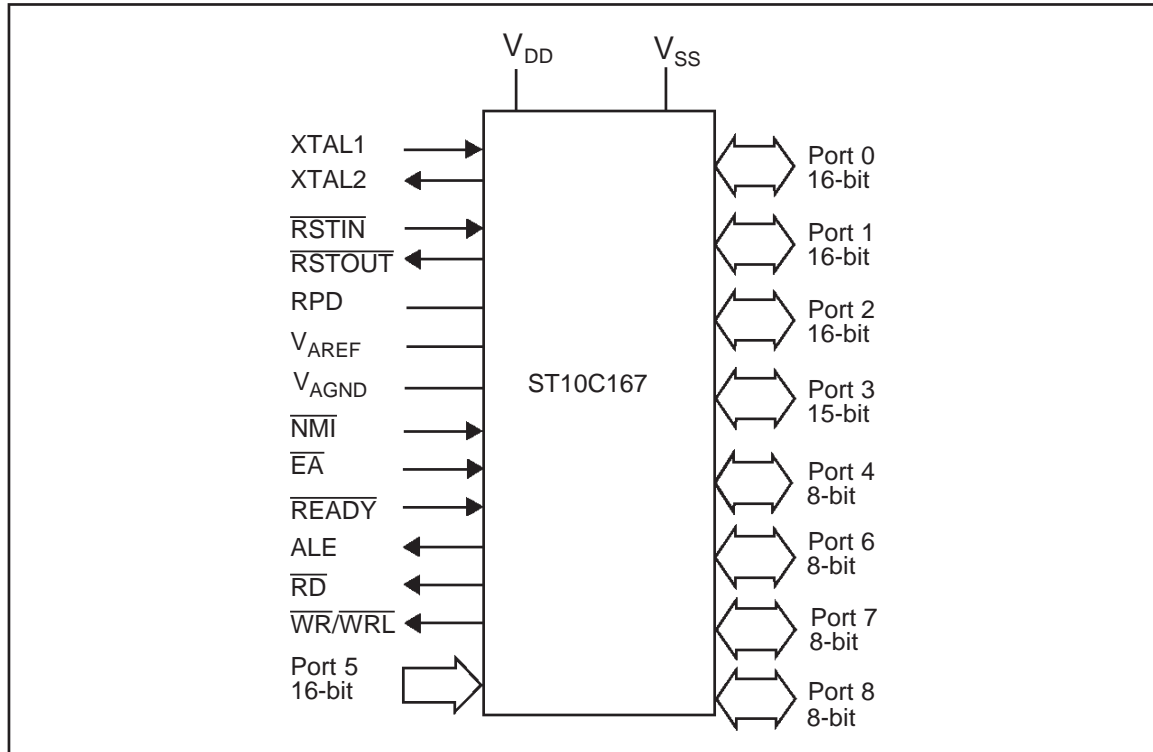 VDD
VSS
XTAL1
XTAL2
RSTIN
RSTOUT
RPD
VAREF
VAGND
NMI
EA
READY
ALE
RD
WR/WRL
Port 5
16-bit
ST10C167
Port 0
16-bit
Port 1
16-bit
Port 2
16-bit
Port 3
15-bit
Port 4
8-bit
Port 6
8-bit
Port 7
8-bit
Port 8
8-bit